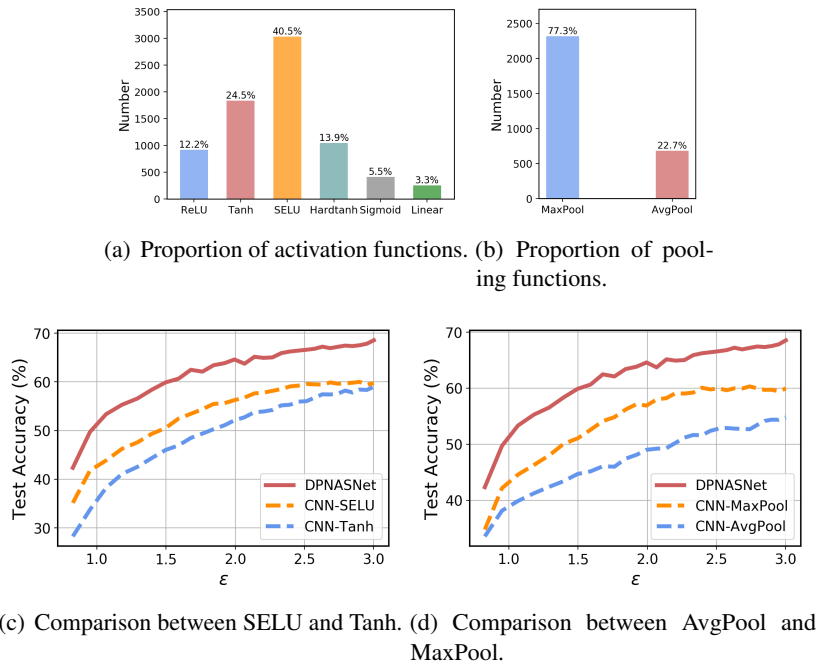 3500
3000
2500
2000
1500
1000
500
0
Number
12.2%
24.5%
40.5%
13.9%
5.5%
3.3%
ReLU Tanh SELU Hardtanh Sigmoid Linear
2500
2000
1500
1000
500
0
Number
77.3%
22.7%
MaxPool AvgPool
(a) Proportion of activation functions.
(b) Proportion of pool-
ing functions.
70
60
50
40
30
Test Accuracy (%)
DPNASNet
CNN-SELU
CNN-Tanh
1.0 1.5 2.0 2.5 3.0
ε
70
60
50
40
Test Accuracy (%)
DPNASNet
CNN-MaxPool
CNN-AvgPool
1.0 1.5 2.0 2.5 3.0
ε
(c) Comparison between SELU and Tanh.
(d) Comparison between AvgPool and
MaxPool.